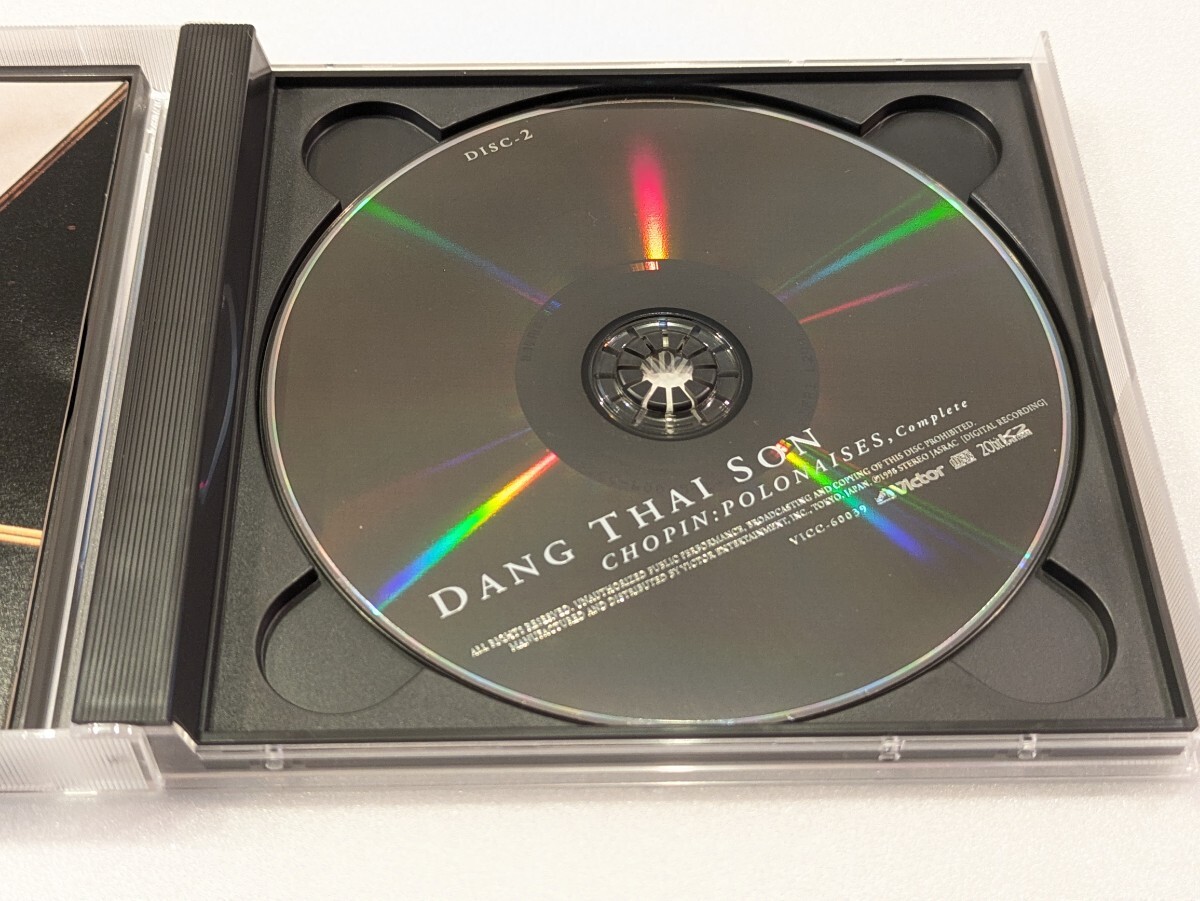 DISC-2
DANG THAI SON
CHOPIN: POLONAISES, Complete
ALL RIGHTS RESERVED. UNAUTHORIZED PUBLIC PERFORMANCE, BROADCASTING AND COPYING OF THIS DISC PROHIBITED.
MANUFACTURED AND DISTRIBUTED BY VICTOR ENTERTAINMENT, INC., TOKYO, JAPAN. ℗1998 STEREO JASRAC [DIGITAL RECORDING]
VICC-60039 Victor 20bit K2